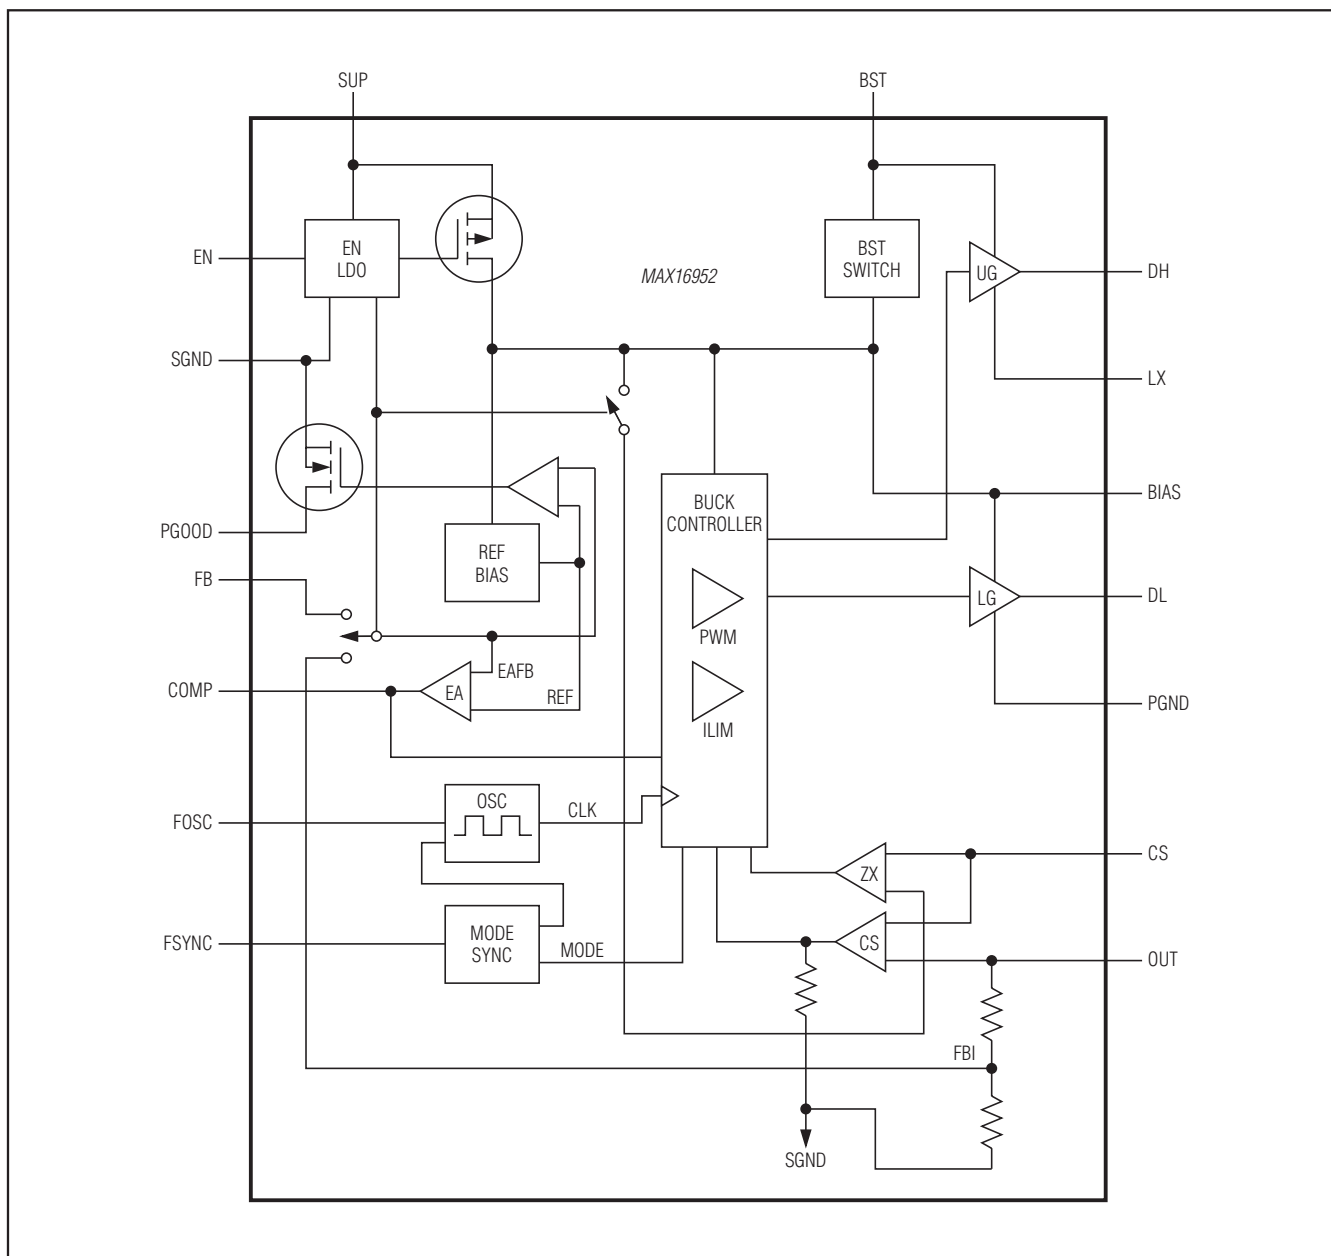 SUP
BST
EN
LDO
BST
SWITCH
EN
MAX16952
UG
DH
SGND
LX
BUCK
CONTROLLER
BIAS
PGOOD
REF
BIAS
FB
LG
DL
PWM
EAFB
COMP
EA
REF
PGND
ILIM
OSC
CLK
FOSC
CS
ZX
MODE
SYNC
FSYNC
MODE
CS
OUT
FBI
SGND